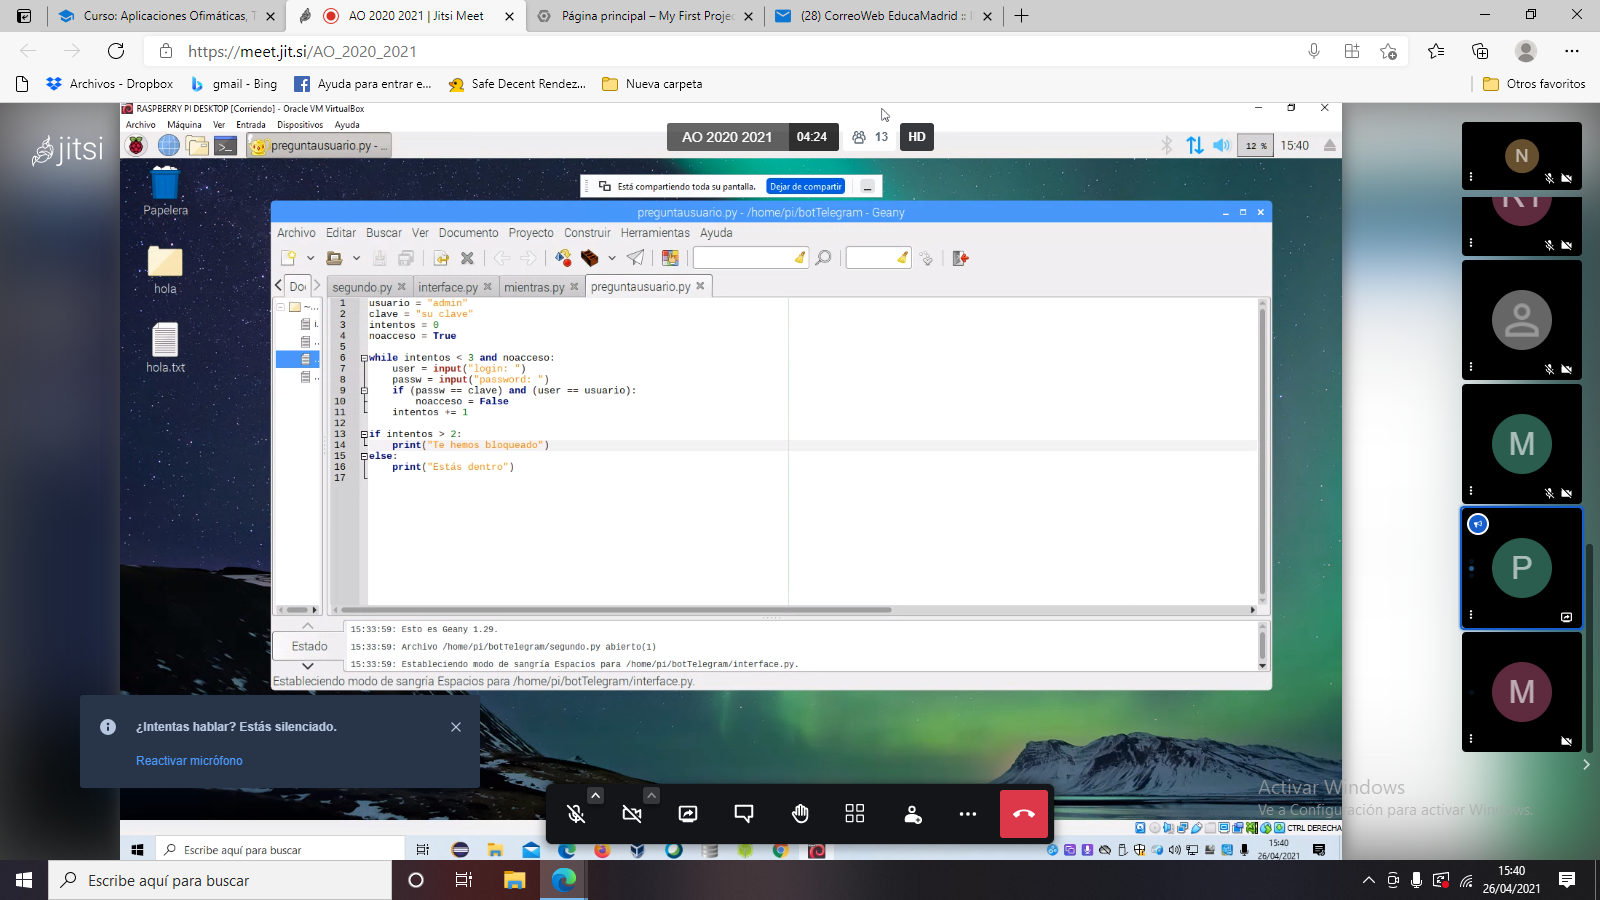 Curso: Aplicaciones Ofimáticas, T
AO 2020 2021 | Jitsi Meet
Página principal – My First Projec
(28) CorreoWeb EducaMadrid ::
https://meet.jit.si/AO_2020_2021
Archivos - Dropbox
gmail - Bing
Ayuda para entrar e...
Safe Decent Rendez...
Nueva carpeta
Otros favoritos
RASPBERRY PI DESKTOP [Corriendo] - Oracle VM VirtualBox
Archivo Máquina Ver Entrada Dispositivos Ayuda
jitsi
AO 2020 2021 04:24 13 HD
preguntausuario.py - ...
12 %
15:40
Está compartiendo toda su pantalla. Dejar de compartir
Papelera
hola
hola.txt
preguntausuario.py - /home/pi/botTelegram - Geany
Archivo Editar Buscar Ver Documento Proyecto Construir Herramientas Ayuda
segundo.py
interface.py
mientras.py
preguntausuario.py
1 usuario = "admin"
2 clave = "su clave"
3 intentos = 0
4 noacceso = True
5
6 while intentos < 3 and noacceso:
7 user = input("login: ")
8 passw = input("password: ")
9 if (passw == clave) and (user == usuario):
10 noacceso = False
11 intentos += 1
12
13 if intentos > 2:
14 print("Te hemos bloqueado")
15 else:
16 print("Estás dentro")
17
Estado
15:33:59: Esto es Geany 1.29.
15:33:59: Archivo /home/pi/botTelegram/segundo.py abierto(1)
15:33:59: Estableciendo modo de sangría Espacios para /home/pi/botTelegram/interface.py.
Estableciendo modo de sangría Espacios para /home/pi/botTelegram/interface.py.
N
M
P
M
¿Intentas hablar? Estás silenciado.
Reactivar micrófono
Activar Windows
Ve a Configuración para activar Windows.
CTRL DERECHA
Escribe aquí para buscar
15:40
26/04/2021
Escribe aquí para buscar
15:40
26/04/2021